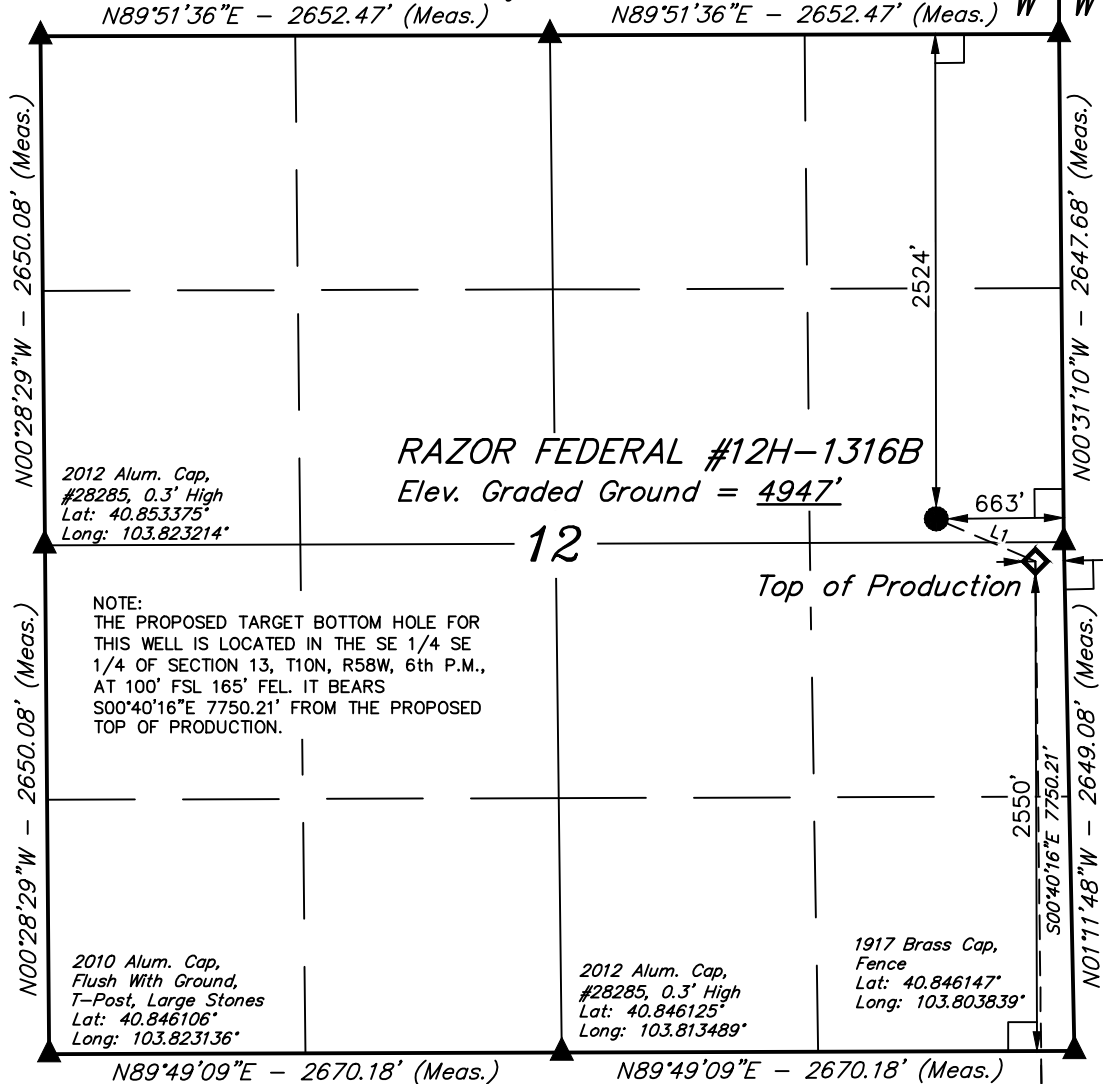 N89°51'36"E - 2652.47' (Meas.)
N89°51'36"E - 2652.47' (Meas.)
W
W
N00°28'29"W - 2650.08' (Meas.)
N00°31'10"W - 2647.68' (Meas.)
2524'
RAZOR FEDERAL #12H-1316B
Elev. Graded Ground = 4947'
2012 Alum. Cap,
#28285, 0.3' High
Lat: 40.853375°
Long: 103.823214°
663'
L1
12
Top of Production
NOTE:
THE PROPOSED TARGET BOTTOM HOLE FOR
THIS WELL IS LOCATED IN THE SE 1/4 SE
1/4 OF SECTION 13, T10N, R58W, 6th P.M.,
AT 100' FSL 165' FEL. IT BEARS
S00°40'16"E 7750.21' FROM THE PROPOSED
TOP OF PRODUCTION.
N00°28'29"W - 2650.08' (Meas.)
2550'
S00°40'16"E 7750.21'
N01°11'48"W - 2649.08' (Meas.)
2010 Alum. Cap,
Flush With Ground,
T-Post, Large Stones
Lat: 40.846106°
Long: 103.823136°
2012 Alum. Cap,
#28285, 0.3' High
Lat: 40.846125°
Long: 103.813489°
1917 Brass Cap,
Fence
Lat: 40.846147°
Long: 103.803839°
N89°49'09"E - 2670.18' (Meas.)
N89°49'09"E - 2670.18' (Meas.)